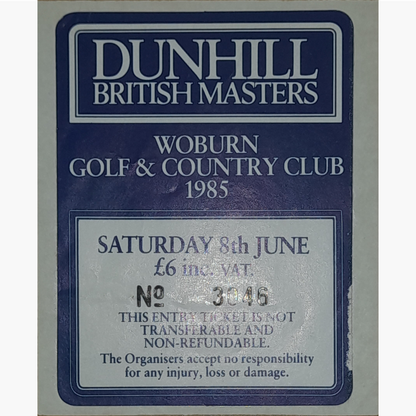 DUNHILL
BRITISH MASTERS
WOBURN
GOLF & COUNTRY CLUB
1985
SATURDAY 8th JUNE
£6 inc. VAT.
Nº 3046
THIS ENTRY TICKET IS NOT
TRANSFERABLE AND
NON-REFUNDABLE.
The Organisers accept no responsibility
for any injury, loss or damage.